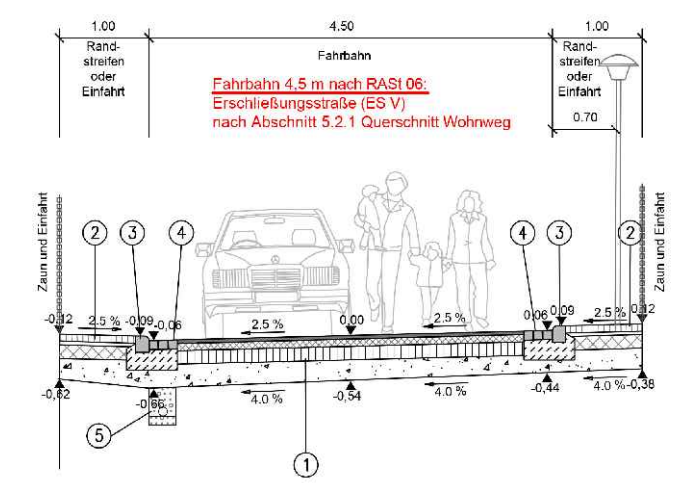 1.00 4.50 1.00
Rand-
streifen
oder
Einfahrt
Fahrbahn
Rand-
streifen
oder
Einfahrt
Fahrbahn 4,5 m nach RASt 06:
Erschließungsstraße (ES V)
nach Abschnitt 5.2.1 Querschnitt Wohnweg
0.70
Zaun und Einfahrt
Zaun und Einfahrt
2 3 4 4 3 2
-0,12 2.5 % -0,09 -0,06 2.5 % 0.00 2.5 % 0.06 0.09 2.5 % 0.12
-0,62 -0,66 4.0 % -0,54 4.0 % -0,44 4.0 % -0,38
5
1